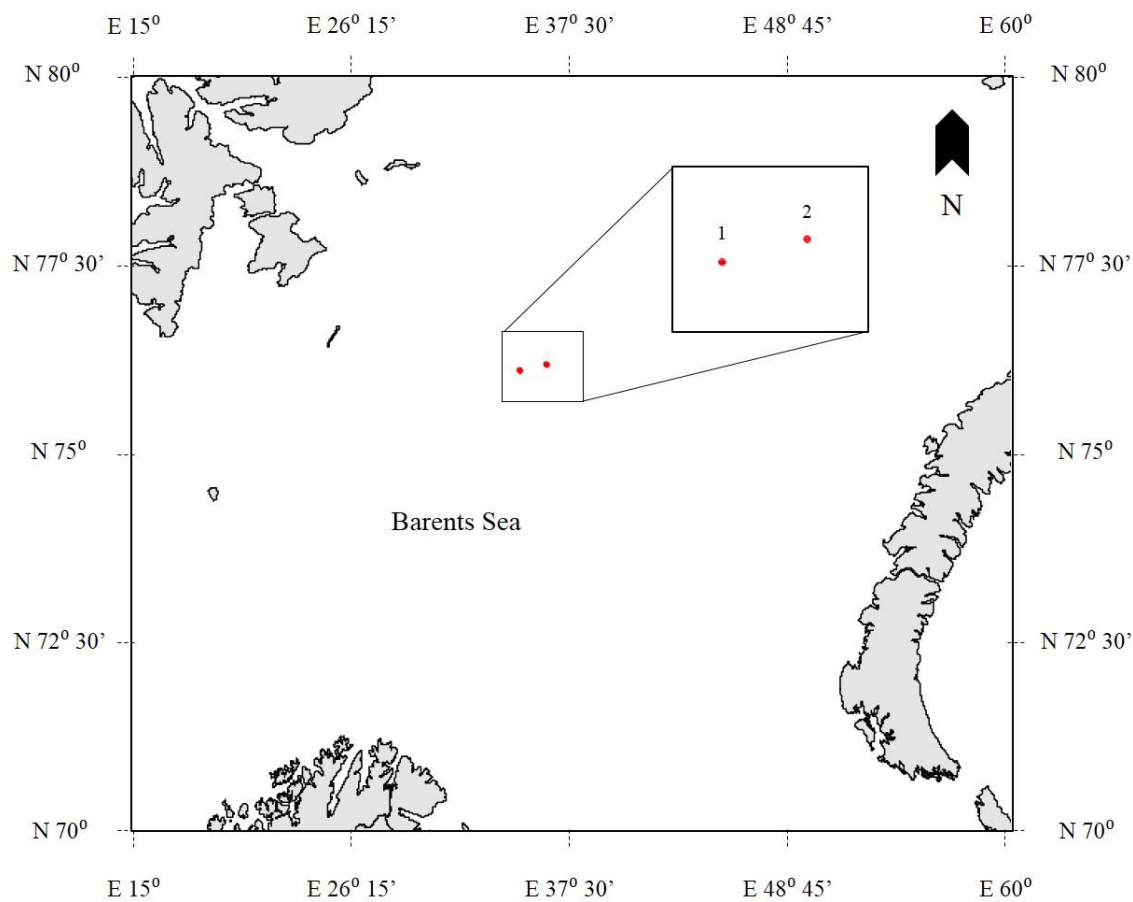 E 15⁰ E 26⁰ 15’ E 37⁰ 30’ E 48⁰ 45’ E 60⁰
N 80⁰ N 80⁰
N
2
1
N 77⁰ 30’ N 77⁰ 30’
N 75⁰ N 75⁰
Barents Sea
N 72⁰ 30’ N 72⁰ 30’
N 70⁰ N 70⁰
E 15⁰ E 26⁰ 15’ E 37⁰ 30’ E 48⁰ 45’ E 60⁰